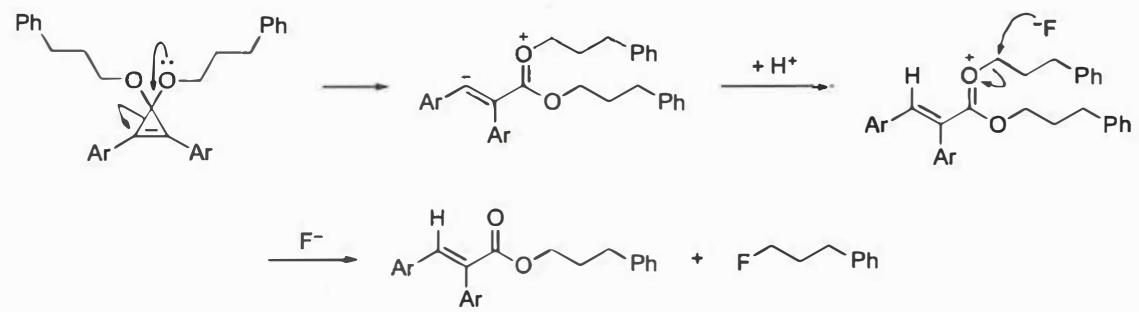 Ph Ph
O O
Ar Ar
Ar
Ar
O+
O
Ph
Ph
+ H+
H
Ar
Ar
O+
O
-F
Ph
Ph
F-
H O
Ar O Ph
Ar
+
F Ph